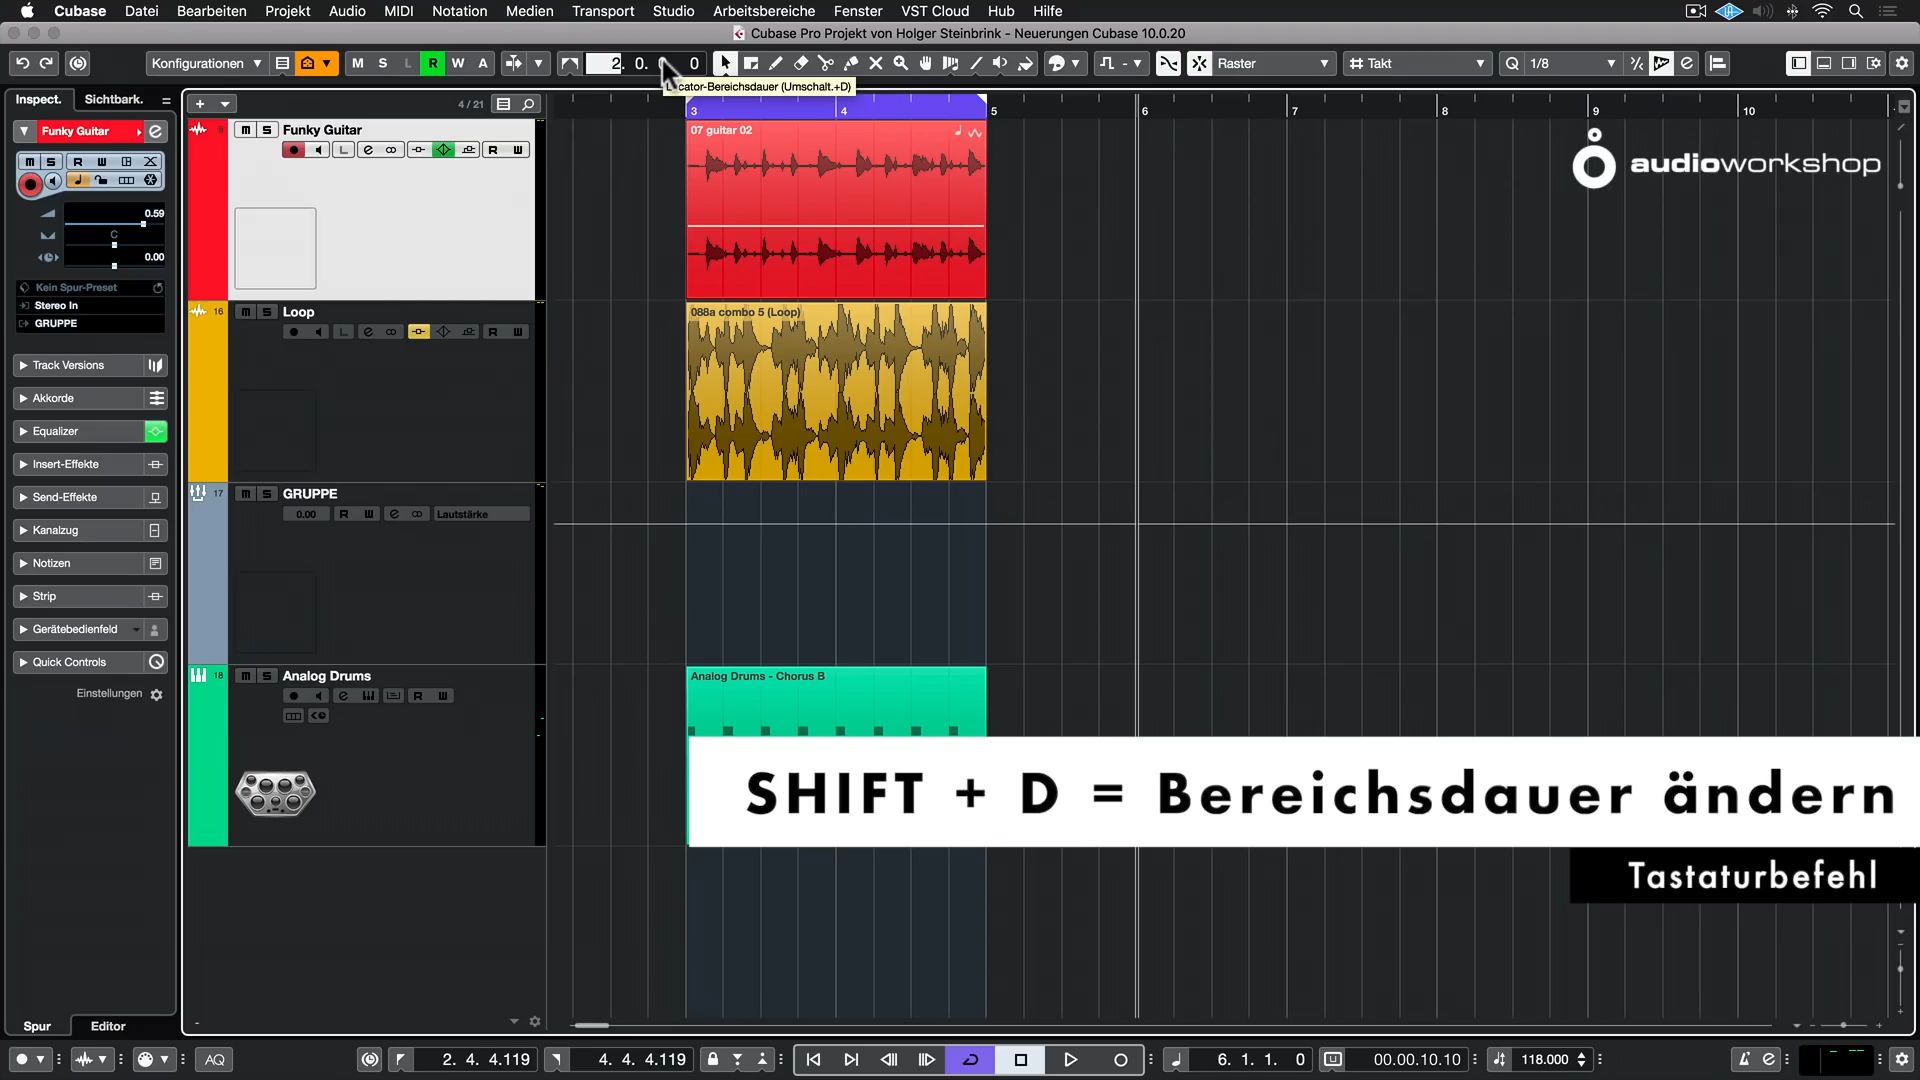 Cubase Datei Bearbeiten Projekt Audio MIDI Notation Medien Transport Studio Arbeitsbereiche Fenster VST Cloud Hub Hilfe
Cubase Pro Projekt von Holger Steinbrink - Neuerungen Cubase 10.0.20
Konfigurationen M S L R W A 2. 0. 0 Raster Takt Q 1/8
cator-Bereichsdauer (Umschalt.+D)
Inspect. Sichtbark. 4 / 21
3 4 5 6 7 8 9 10
Funky Guitar
m S Funky Guitar
07 guitar 02
audioworkshop
M S R W
L e R W
0.59
C
0.00
Kein Spur-Preset
Stereo In
GRUPPE
16 m S Loop
088a combo 5 (Loop)
L e R W
Track Versions
Akkorde
Equalizer
Insert-Effekte
Send-Effekte
Kanalzug
Notizen
Strip
Gerätebedienfeld
Quick Controls
Einstellungen
17 m S GRUPPE
0.00 R W e Lautstärke
18 m S Analog Drums
e R W
Analog Drums - Chorus B
SHIFT + D = Bereichsdauer ändern
Tastaturbefehl
Spur Editor
AQ 2. 4. 4.119 4. 4. 4.119 6. 1. 1. 0 00.00.10.10 118.000